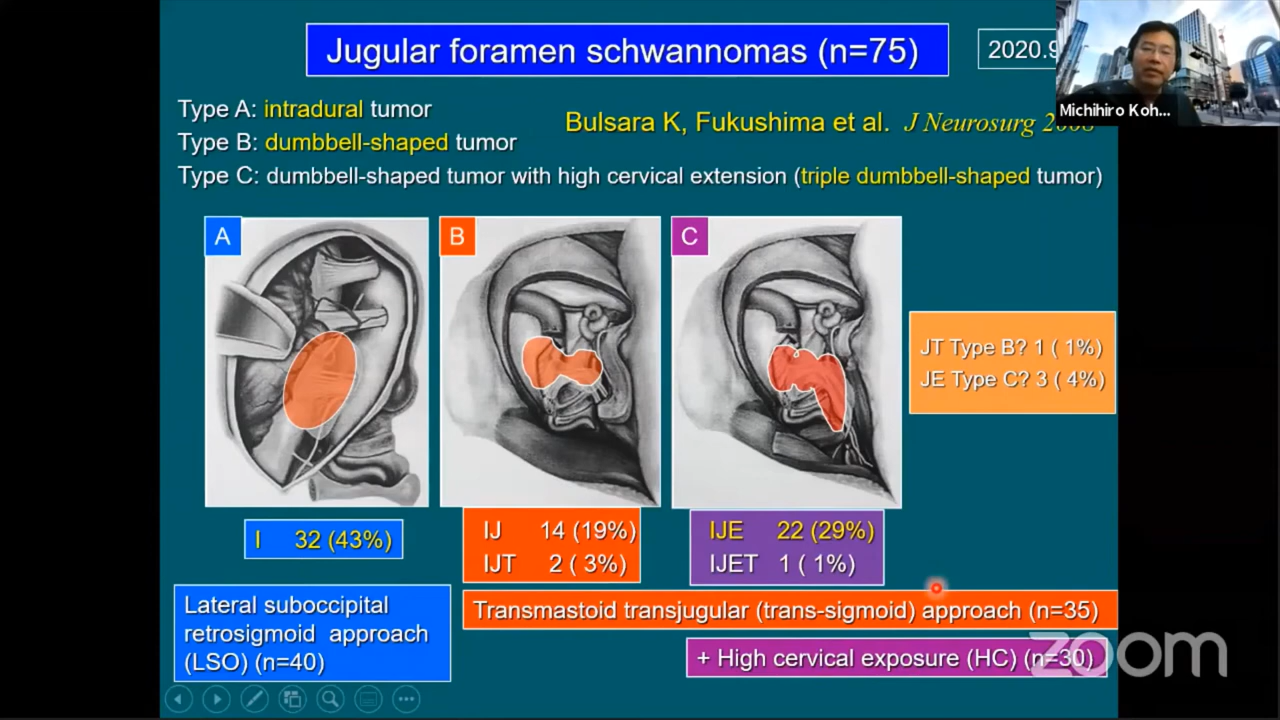 Jugular foramen schwannomas (n=75)
2020.9
Michihiro Koh...
Type A: intradural tumor
Bulsara K, Fukushima et al. J Neurosurg
Type B: dumbbell-shaped tumor
Type C: dumbbell-shaped tumor with high cervical extension (triple dumbbell-shaped tumor)
A
B
C
JT Type B? 1 ( 1%)
JE Type C? 3 ( 4%)
I 32 (43%)
IJ 14 (19%)
IJT 2 ( 3%)
IJE 22 (29%)
IJET 1 ( 1%)
Lateral suboccipital
retrosigmoid approach
(LSO) (n=40)
Transmastoid transjugular (trans-sigmoid) approach (n=35)
+ High cervical exposure (HC) (n=30)
zoom